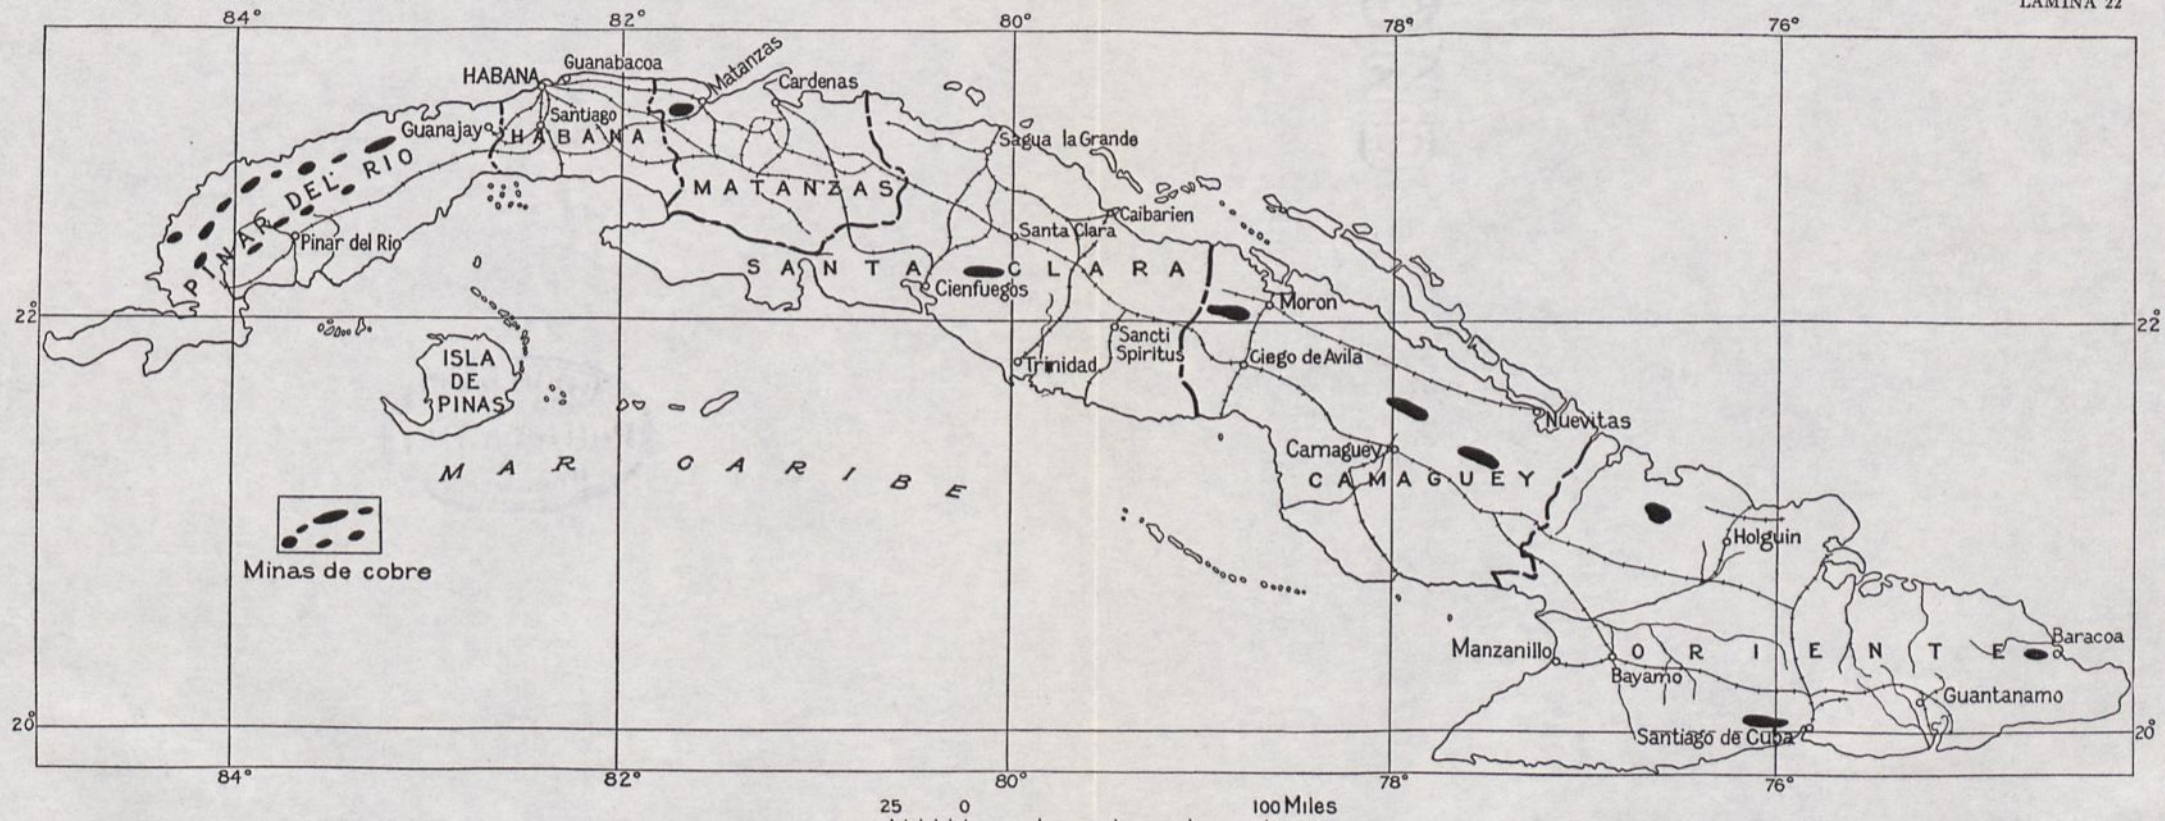 LAMINA 22
84° 82° 80° 78° 76°
Guanabacoa
HABANA
Matanzas
Cardenas
Santiago
Guanajay
HABANA
Sagua la Grande
PINAR DEL RIO
MATANZAS
Caibarien
Santa Clara
Pinar del Rio
SANTA CLARA
Cienfuegos
Moron
22° 22°
Sancti
Spiritus
Ciego de Avila
Trinidad
ISLA
DE
PINAS
Nuevitas
Camaguey
CAMAGUEY
MAR CARIBE
Holguin
Minas de cobre
Baracoa
Manzanillo
ORIENTE
Bayamo
Guantanamo
20° 20°
Santiago de Cuba
84° 82° 80° 78° 76°
25 0 100 Miles